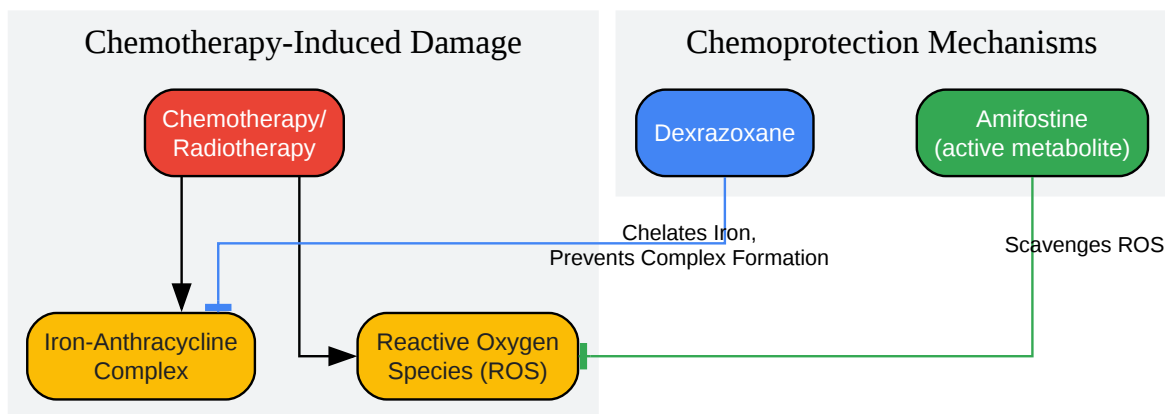 Chemotherapy-Induced Damage
Chemoprotection Mechanisms
Chemotherapy/
Radiotherapy
Dexrazoxane
Amifostine
(active metabolite)
Chelates Iron,
Prevents Complex Formation
Scavenges ROS
Iron-Anthracycline
Complex
Reactive Oxygen
Species (ROS)